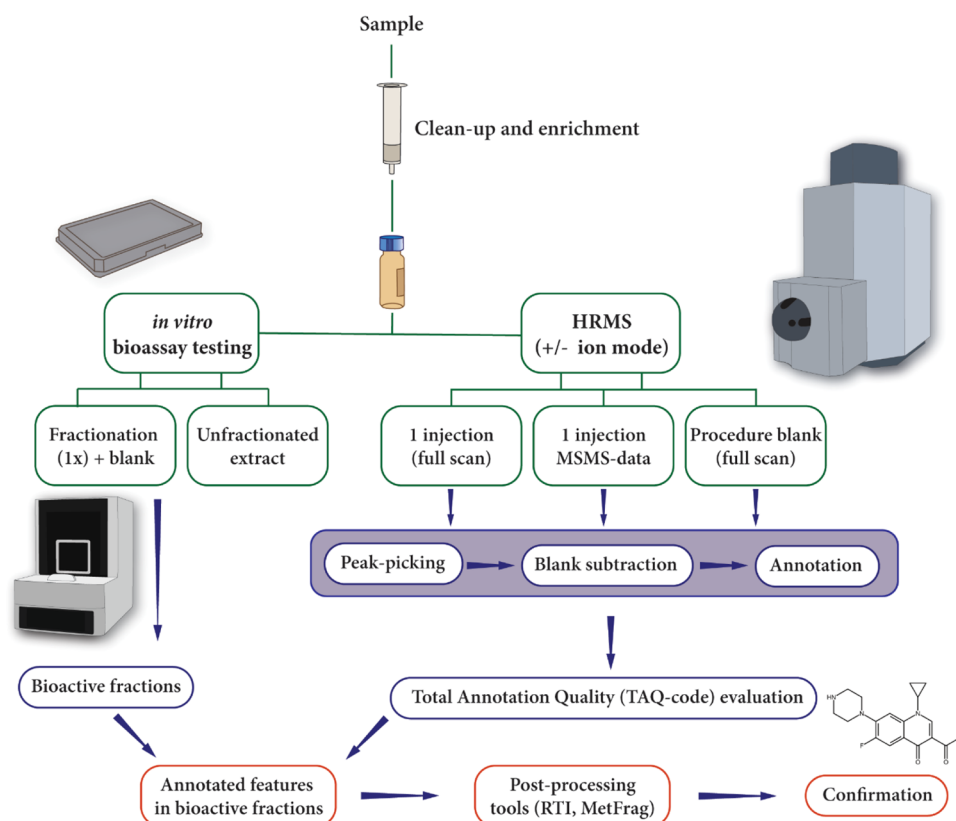 Sample
Clean-up and enrichment
in vitro
bioassay testing
HRMS
(+/- ion mode)
Fractionation
(1x) + blank
Unfractionated
extract
1 injection
(full scan)
1 injection
MSMS-data
Procedure blank
(full scan)
Peak-picking
Blank subtraction
Annotation
Bioactive fractions
Total Annotation Quality (TAQ-code) evaluation
HN
N
N
F
O
O
Annotated features
in bioactive fractions
Post-processing
tools (RTI, MetFrag)
Confirmation